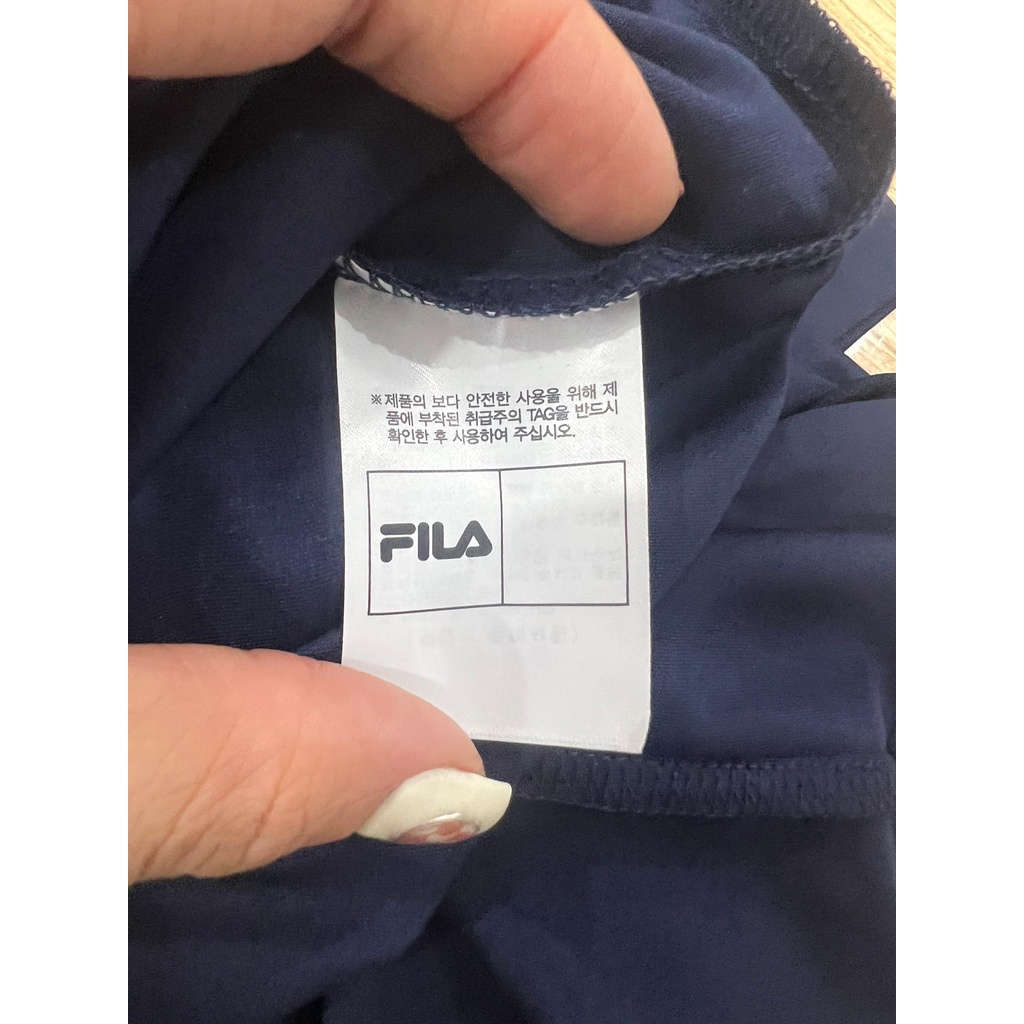 ※제품의 보다 안전한 사용을 위해 제
품에 부착된 취급주의 TAG을 반드시
확인한 후 사용하여 주십시오.
FILA